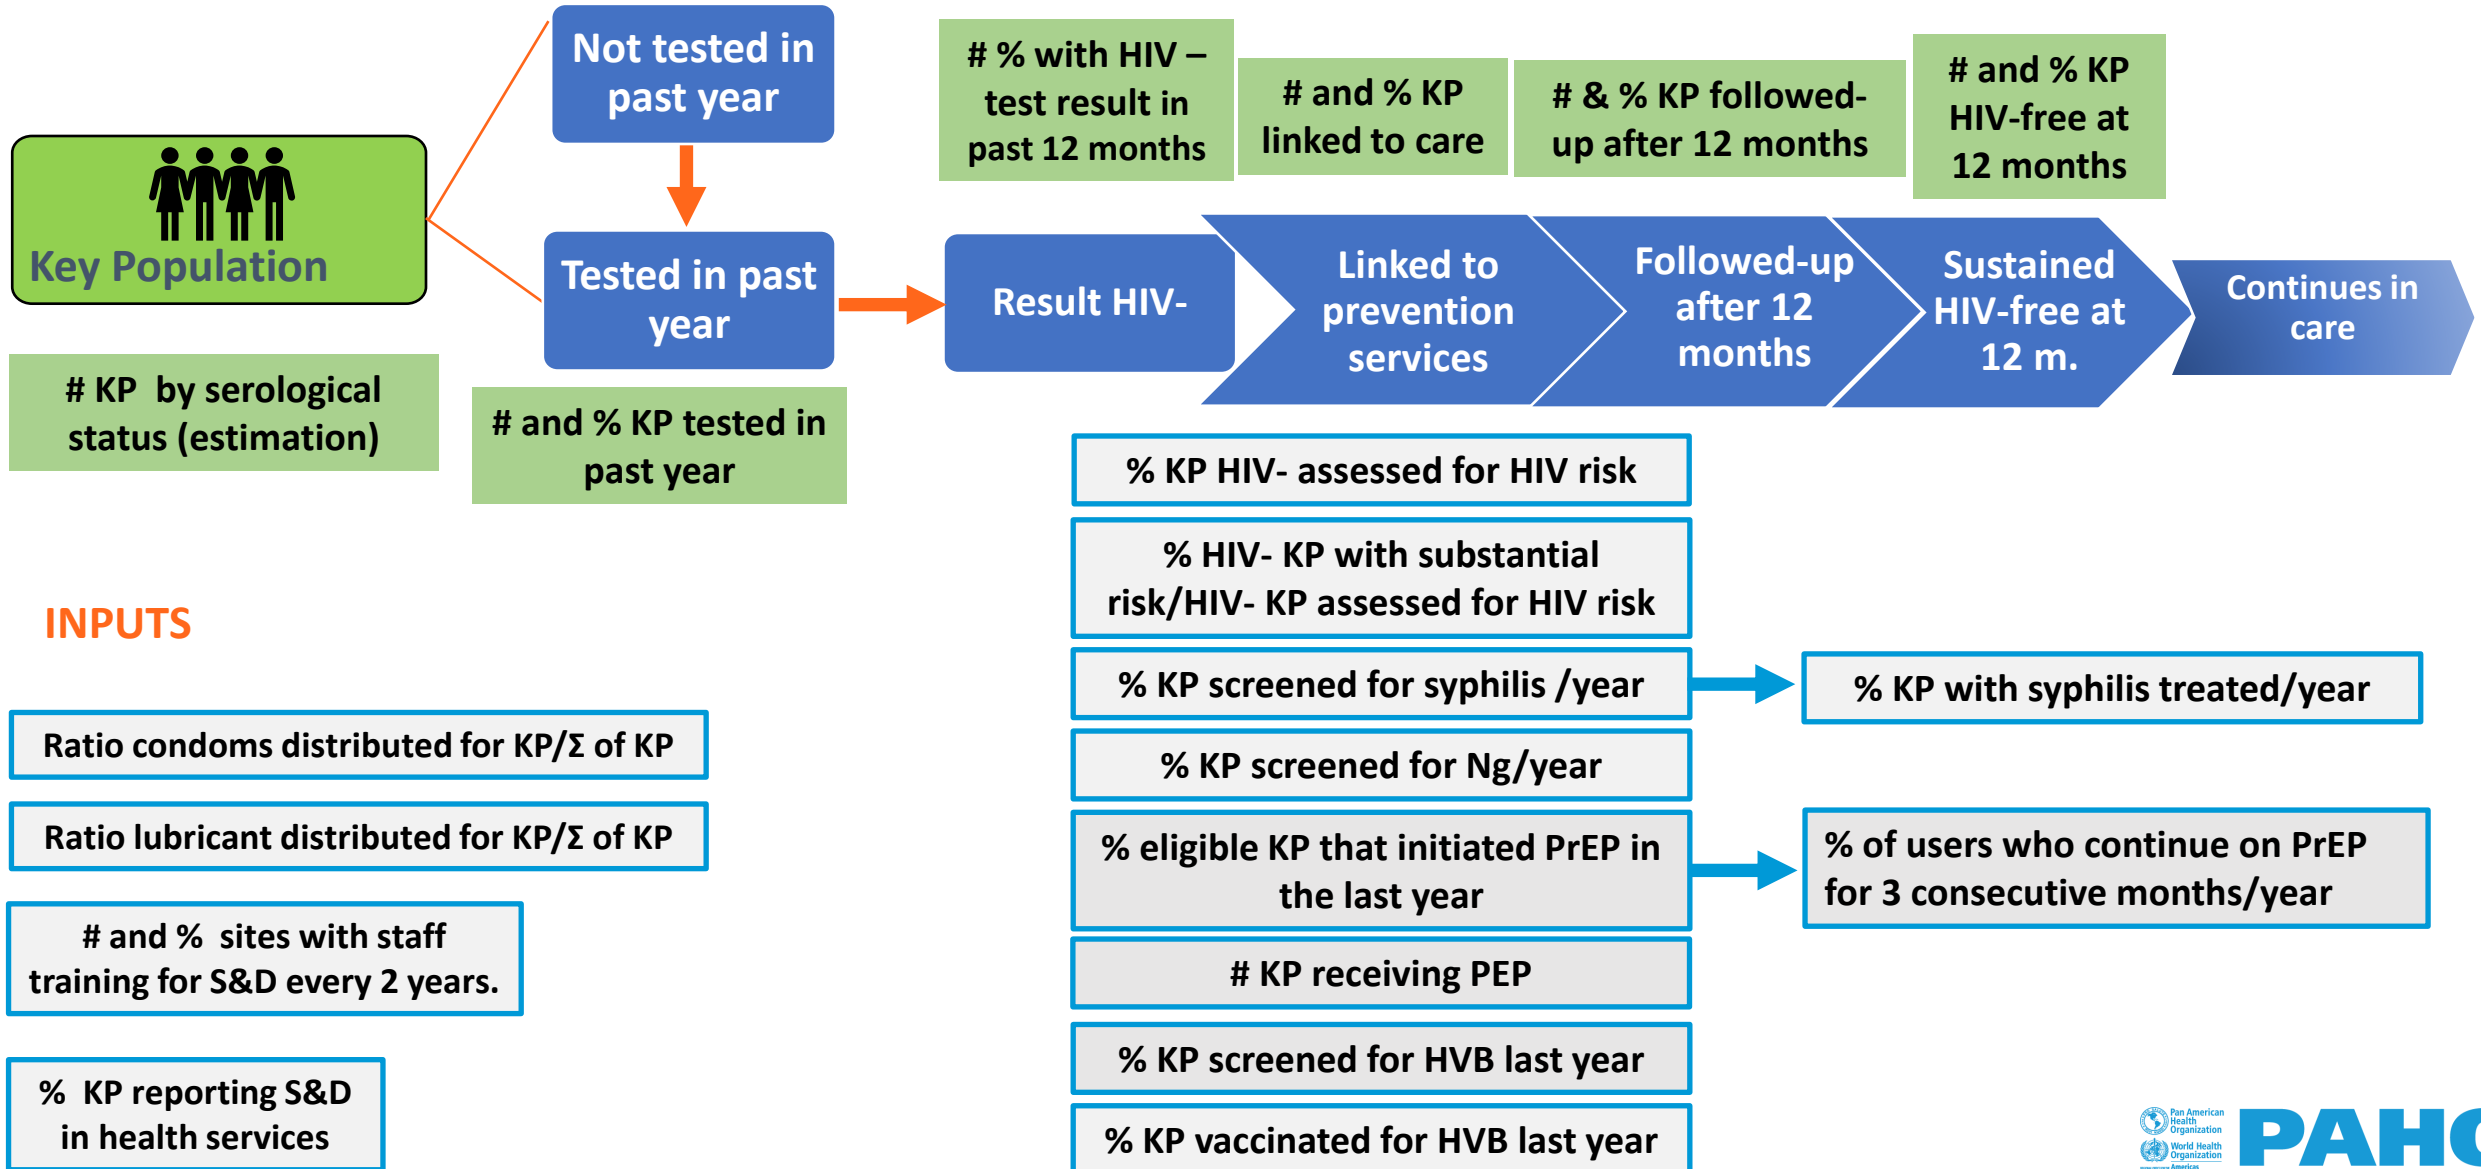 Not tested in
past year
Key Population
Tested in past
year
# KP by serological
status (estimation)
# and % KP tested in
past year
# % with HIV –
test result in
past 12 months
# and % KP
linked to care
# & % KP followed-
up after 12 months
# and % KP
HIV-free at
12 months
Result HIV-
Linked to
prevention
services
Followed-up
after 12
months
Sustained
HIV-free at
12 m.
Continues in
care
INPUTS
Ratio condoms distributed for KP/Σ of KP
Ratio lubricant distributed for KP/Σ of KP
# and % sites with staff
training for S&D every 2 years.
% KP reporting S&D
in health services
% KP HIV- assessed for HIV risk
% HIV- KP with substantial
risk/HIV- KP assessed for HIV risk
% KP screened for syphilis /year
% KP with syphilis treated/year
% KP screened for Ng/year
% eligible KP that initiated PrEP in
the last year
% of users who continue on PrEP
for 3 consecutive months/year
# KP receiving PEP
% KP screened for HVB last year
% KP vaccinated for HVB last year
Pan American
Health
Organization
World Health
Organization
Americas
PAHO